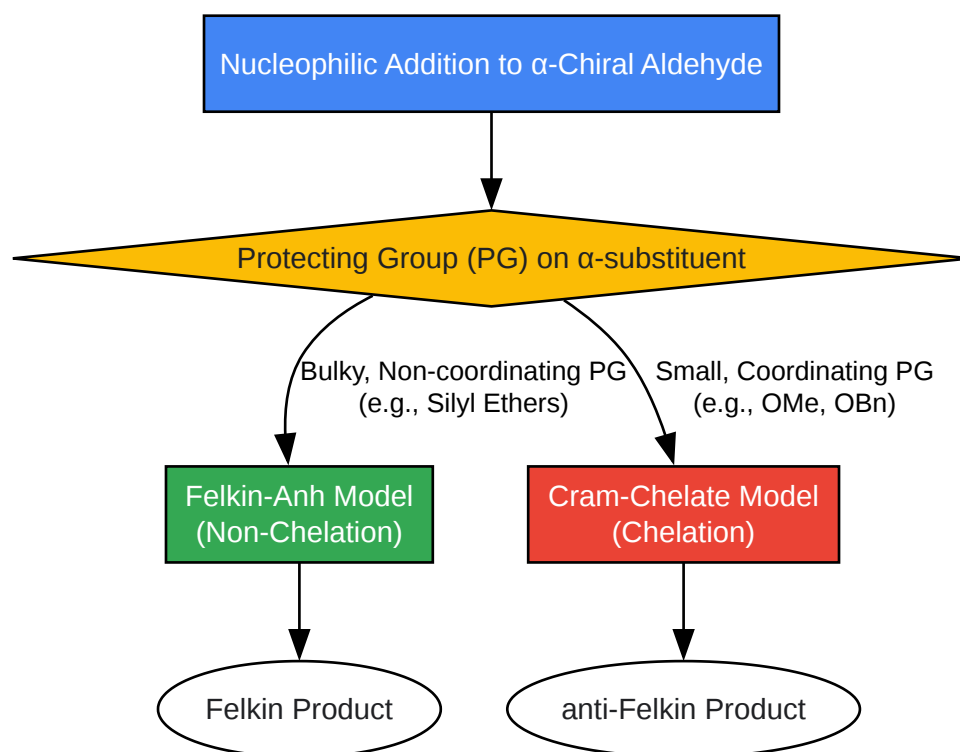 Nucleophilic Addition to α-Chiral Aldehyde
Protecting Group (PG) on α-substituent
Bulky, Non-coordinating PG
(e.g., Silyl Ethers)
Small, Coordinating PG
(e.g., OMe, OBn)
Felkin-Anh Model
(Non-Chelation)
Cram-Chelate Model
(Chelation)
Felkin Product
anti-Felkin Product